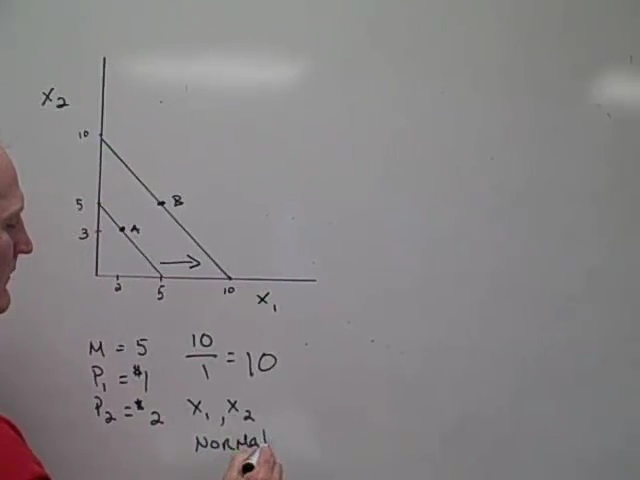 X2
10
5
3
A
B
2
5
10
X1
M = 5
P1 = $1
P2 = $2
10/1 = 10
X1, X2
NORMAL